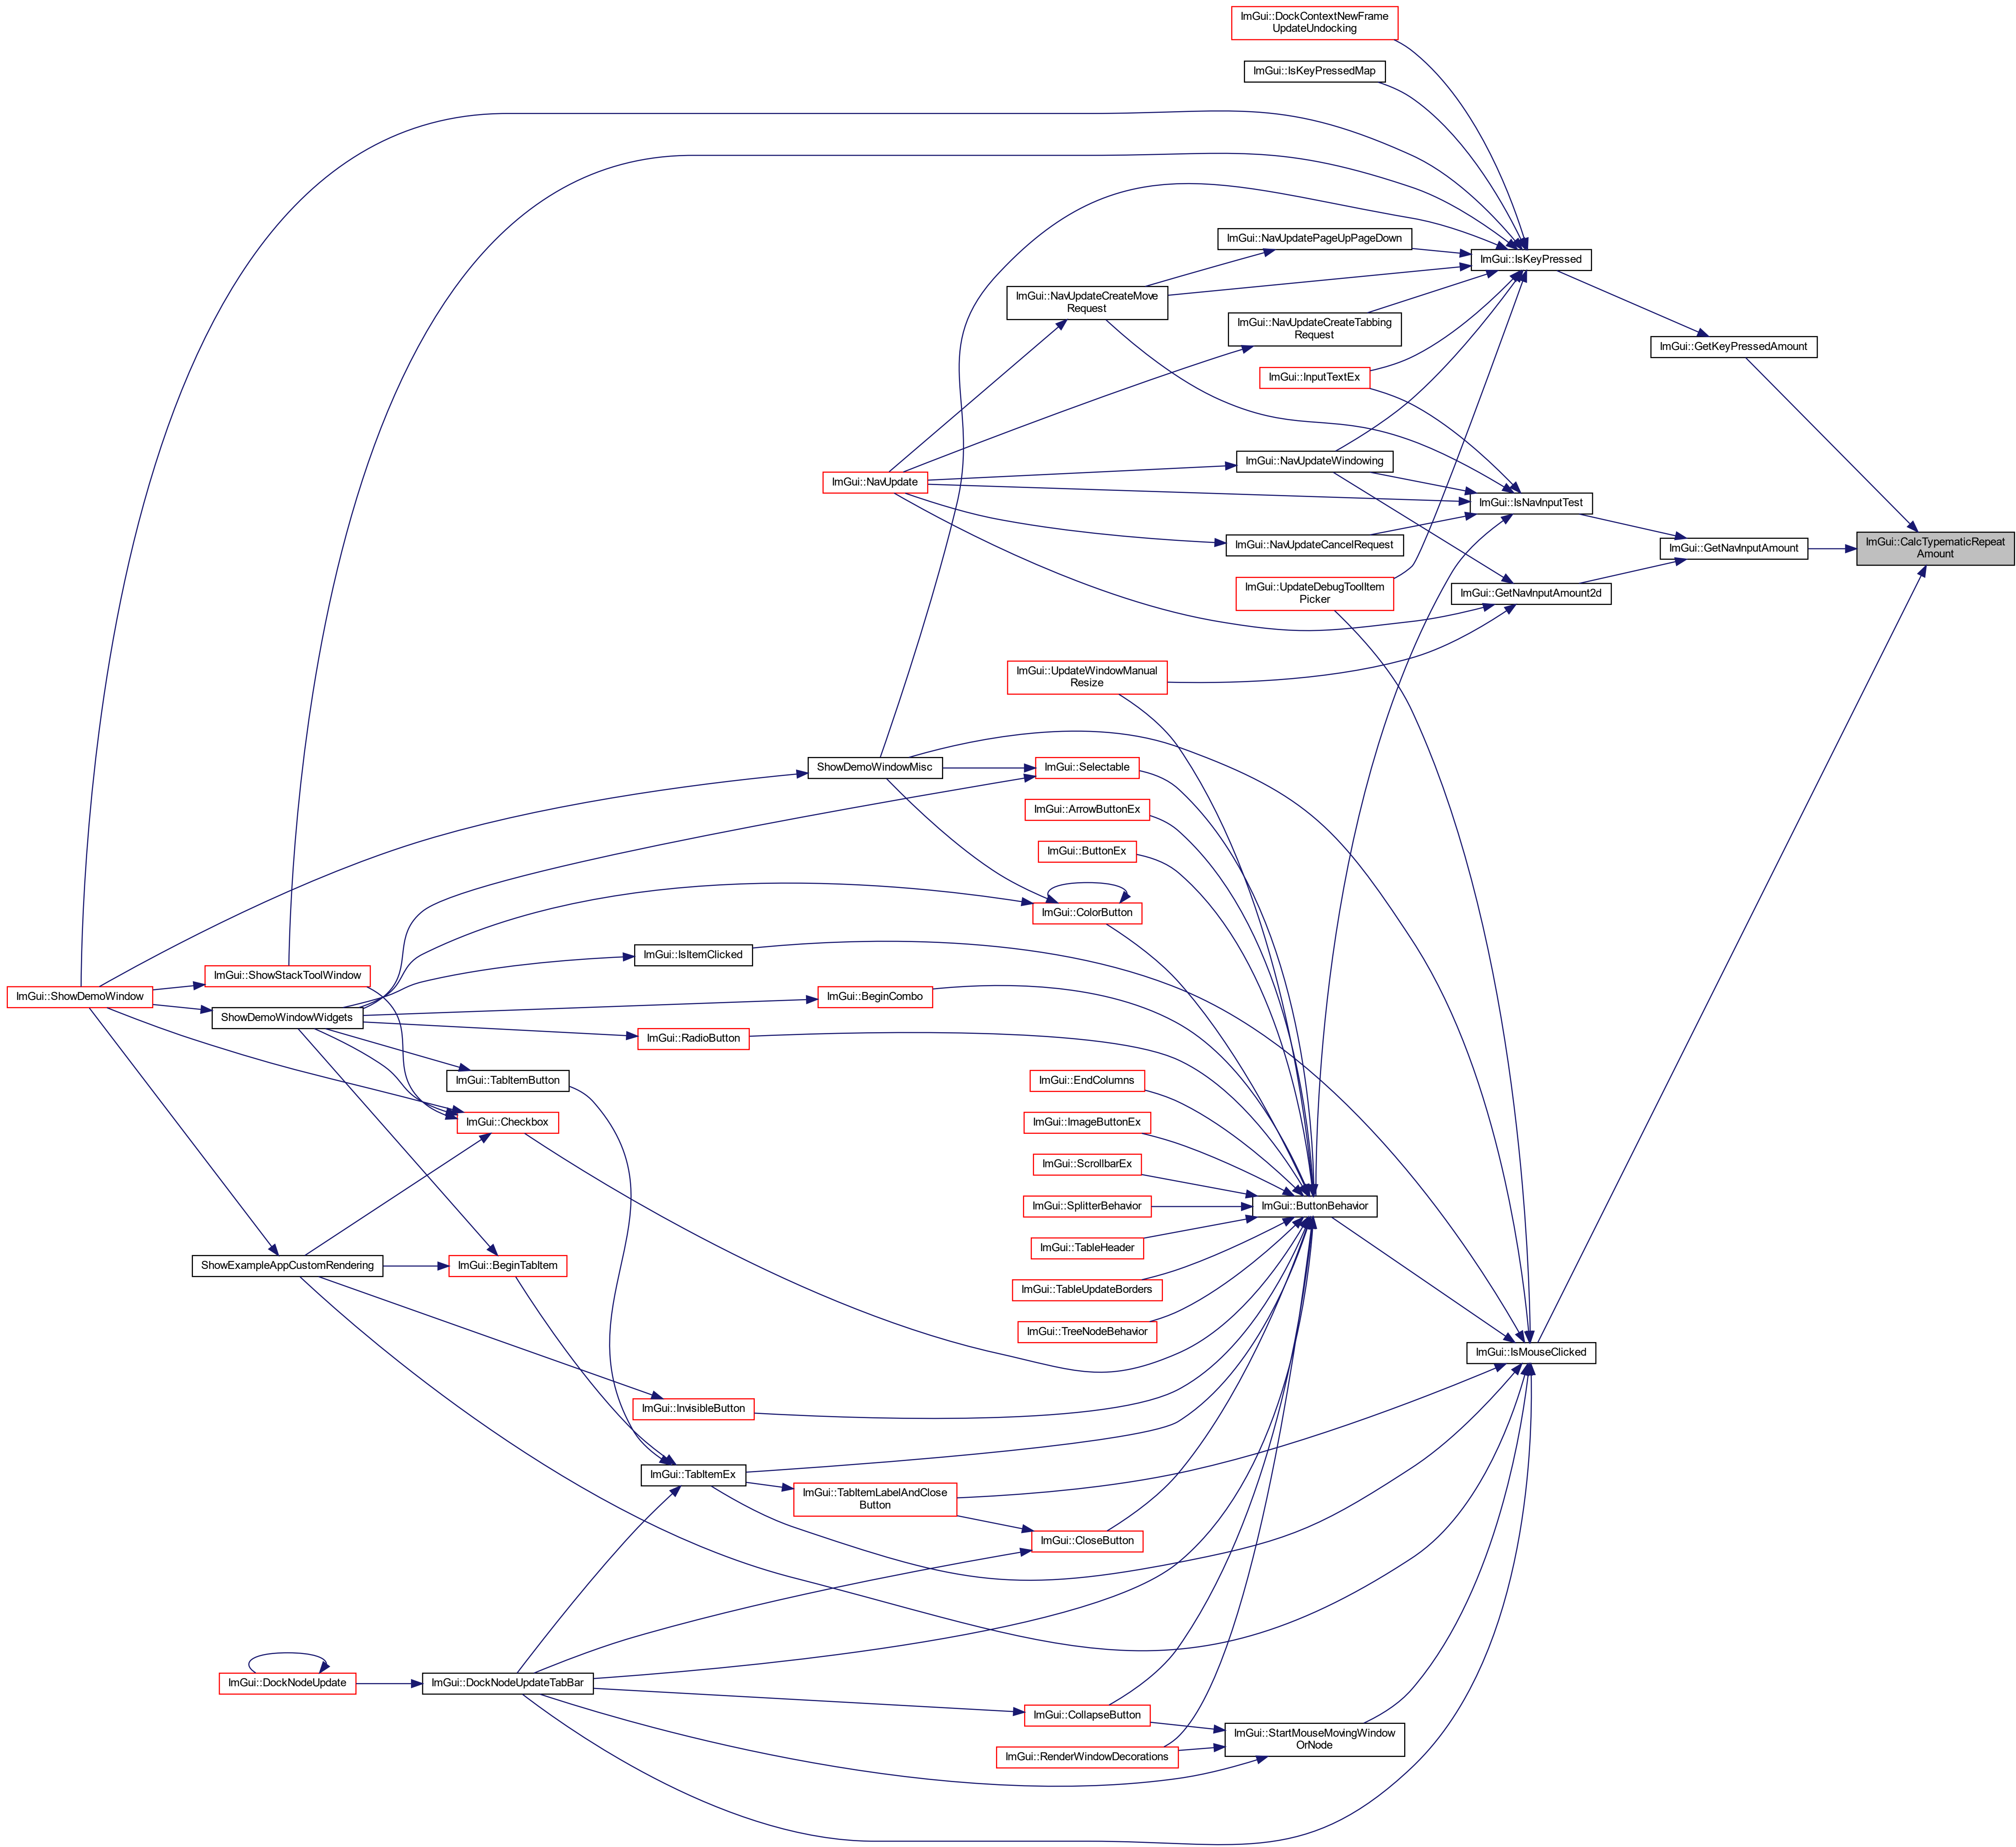 ImGui::DockContextNewFrame
UpdateUndocking
ImGui::IsKeyPressedMap
ImGui::NavUpdatePageUpPageDown
ImGui::IsKeyPressed
ImGui::NavUpdateCreateMove
Request
ImGui::NavUpdateCreateTabbing
Request
ImGui::GetKeyPressedAmount
ImGui::InputTextEx
ImGui::NavUpdateWindowing
ImGui::NavUpdate
ImGui::IsNavInputTest
ImGui::NavUpdateCancelRequest
ImGui::GetNavInputAmount
ImGui::CalcTypematicRepeat
Amount
ImGui::UpdateDebugToolItem
Picker
ImGui::GetNavInputAmount2d
ImGui::UpdateWindowManual
Resize
ShowDemoWindowMisc
ImGui::Selectable
ImGui::ArrowButtonEx
ImGui::ButtonEx
ImGui::ColorButton
ImGui::IsItemClicked
ImGui::ShowStackToolWindow
ImGui::ShowDemoWindow
ImGui::BeginCombo
ShowDemoWindowWidgets
ImGui::RadioButton
ImGui::TabItemButton
ImGui::EndColumns
ImGui::Checkbox
ImGui::ImageButtonEx
ImGui::ScrollbarEx
ImGui::SplitterBehavior
ImGui::ButtonBehavior
ImGui::TableHeader
ShowExampleAppCustomRendering
ImGui::BeginTabItem
ImGui::TableUpdateBorders
ImGui::TreeNodeBehavior
ImGui::IsMouseClicked
ImGui::InvisibleButton
ImGui::TabItemEx
ImGui::TabItemLabelAndClose
Button
ImGui::CloseButton
ImGui::DockNodeUpdate
ImGui::DockNodeUpdateTabBar
ImGui::CollapseButton
ImGui::StartMouseMovingWindow
OrNode
ImGui::RenderWindowDecorations